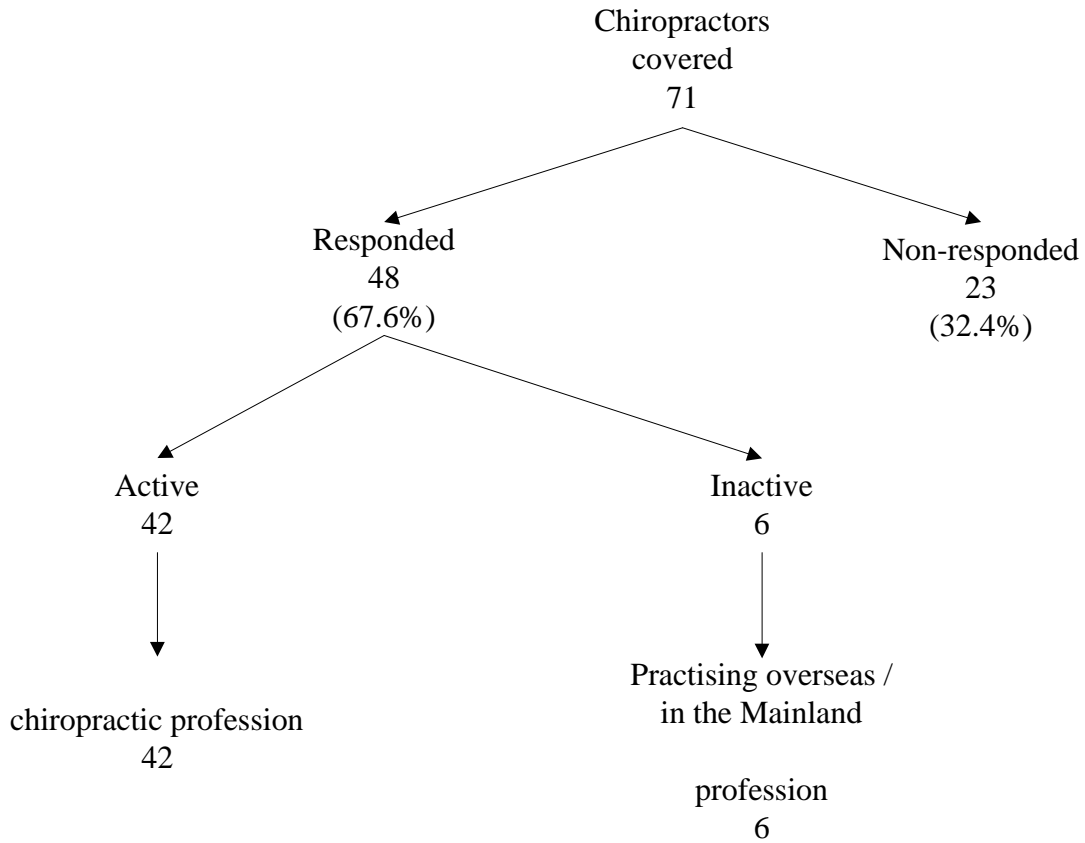 Chiropractors
covered
71
Responded
48
(67.6%)
Non-responded
23
(32.4%)
Active
42
Inactive
6
chiropractic profession
42
Practising overseas /
in the Mainland
profession
6